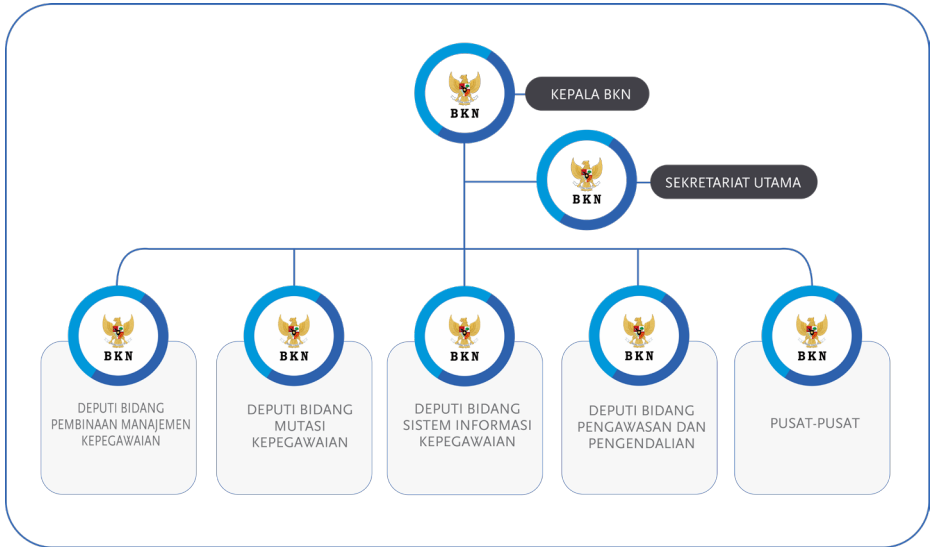 BKN
KEPALA BKN
BKN
SEKRETARIAT UTAMA
BKN
BKN
BKN
BKN
BKN
DEPUTI BIDANG
PEMBINAAN MANAJEMEN
KEPEGAWAIAN
DEPUTI BIDANG
MUTASI
KEPEGAWAIAN
DEPUTI BIDANG
SISTEM INFORMASI
KEPEGAWAIAN
DEPUTI BIDANG
PENGAWASAN DAN
PENGENDALIAN
PUSAT-PUSAT